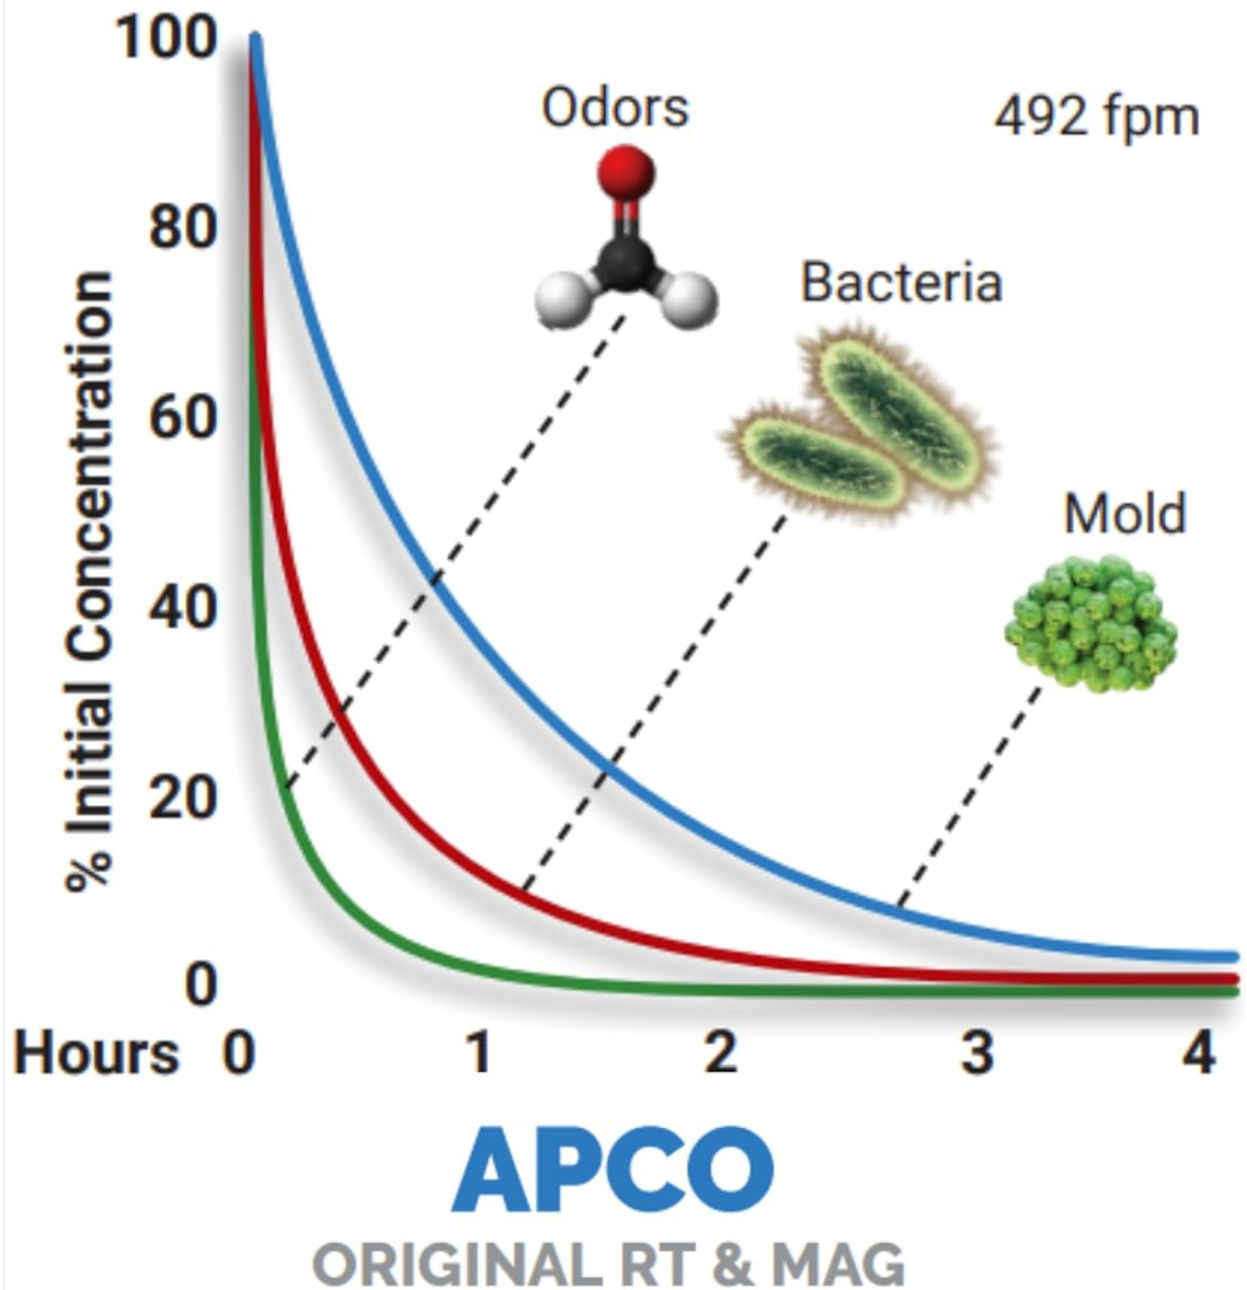 100
Odors
492 fpm
80
Bacteria
% Initial Concentration
60
Mold
40
20
0
Hours 0 1 2 3 4
APCO
ORIGINAL RT & MAG